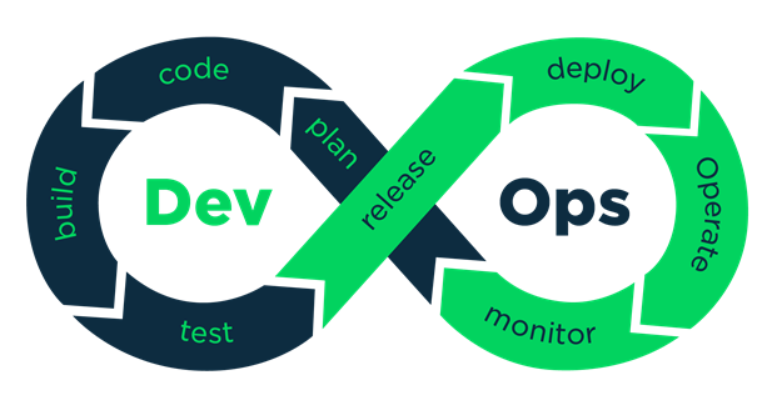 code
deploy
plan
release
build
Dev
Ops
Operate
test
monitor